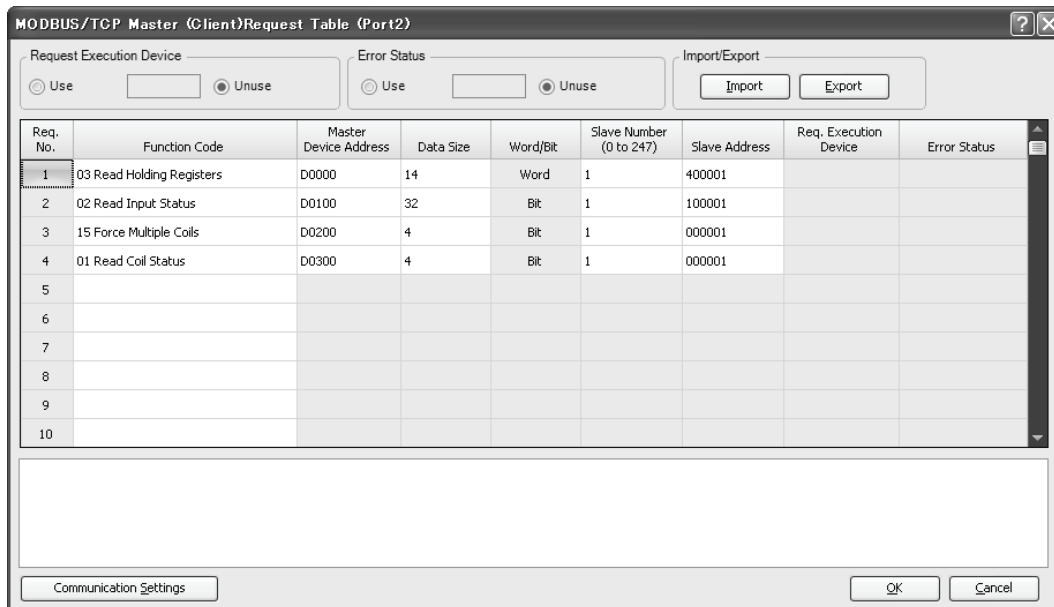 MODBUS/TCP Master (Client)Request Table (Port2)
Request Execution Device
Use
Unuse
Error Status
Use
Unuse
Import/Export
Import
Export
Req. No. Function Code Master Device Address Data Size Word/Bit Slave Number (0 to 247) Slave Address Req. Execution Device Error Status
1 03 Read Holding Registers D0000 14 Word 1 400001
2 02 Read Input Status D0100 32 Bit 1 100001
3 15 Force Multiple Coils D0200 4 Bit 1 000001
4 01 Read Coil Status D0300 4 Bit 1 000001
5
6
7
8
9
10
Communication Settings
OK
Cancel